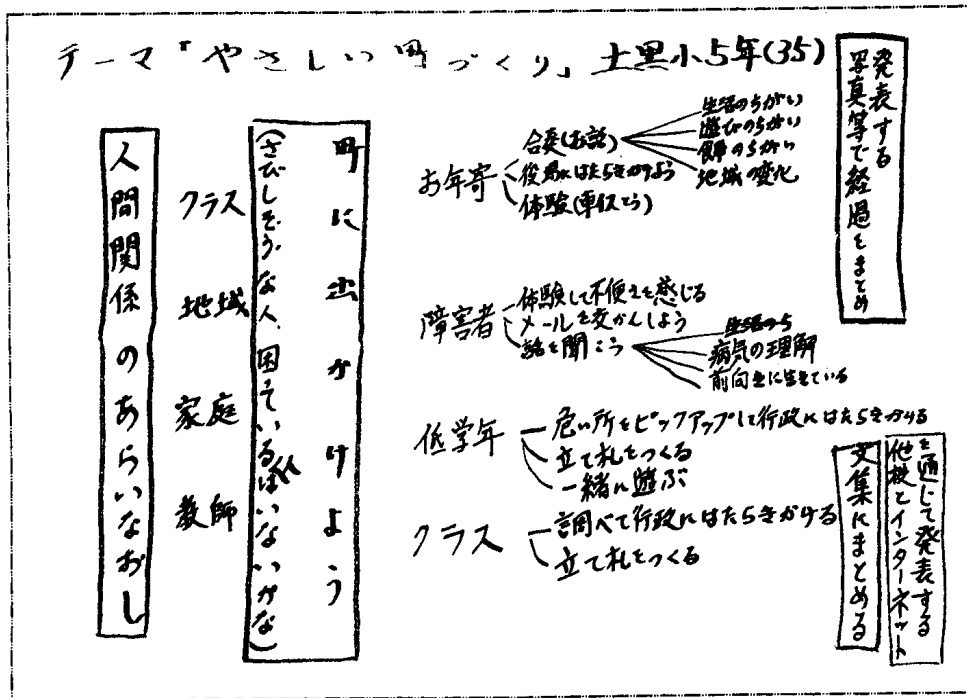 テーマ「やさしい町づくり」 土黒小5年(35)
人間関係のあらいなおし
クラス
地域
家庭
教師
町に出かけよう
(さびしそうな人、困っている人はいないかな)
お年寄
合奏(お話)
生活のちがい
遊びのちがい
地域の変化
後ろにはたらきかけよう
体験(車いすこう)
障害者
体験して不便さを感じる
メールを交かんしよう
話を聞こう
生活の
病気の理解
前向きに生きている
低学年
危い所をピックアップして行政にはたらきかける
立て札をつくる
一緒に遊ぶ
クラス
調べて行政にはたらきかける
立て札をつくる
発表する
写真等で経過をまとめ
を通じて発表する
他校とインターネット
文集にまとめる